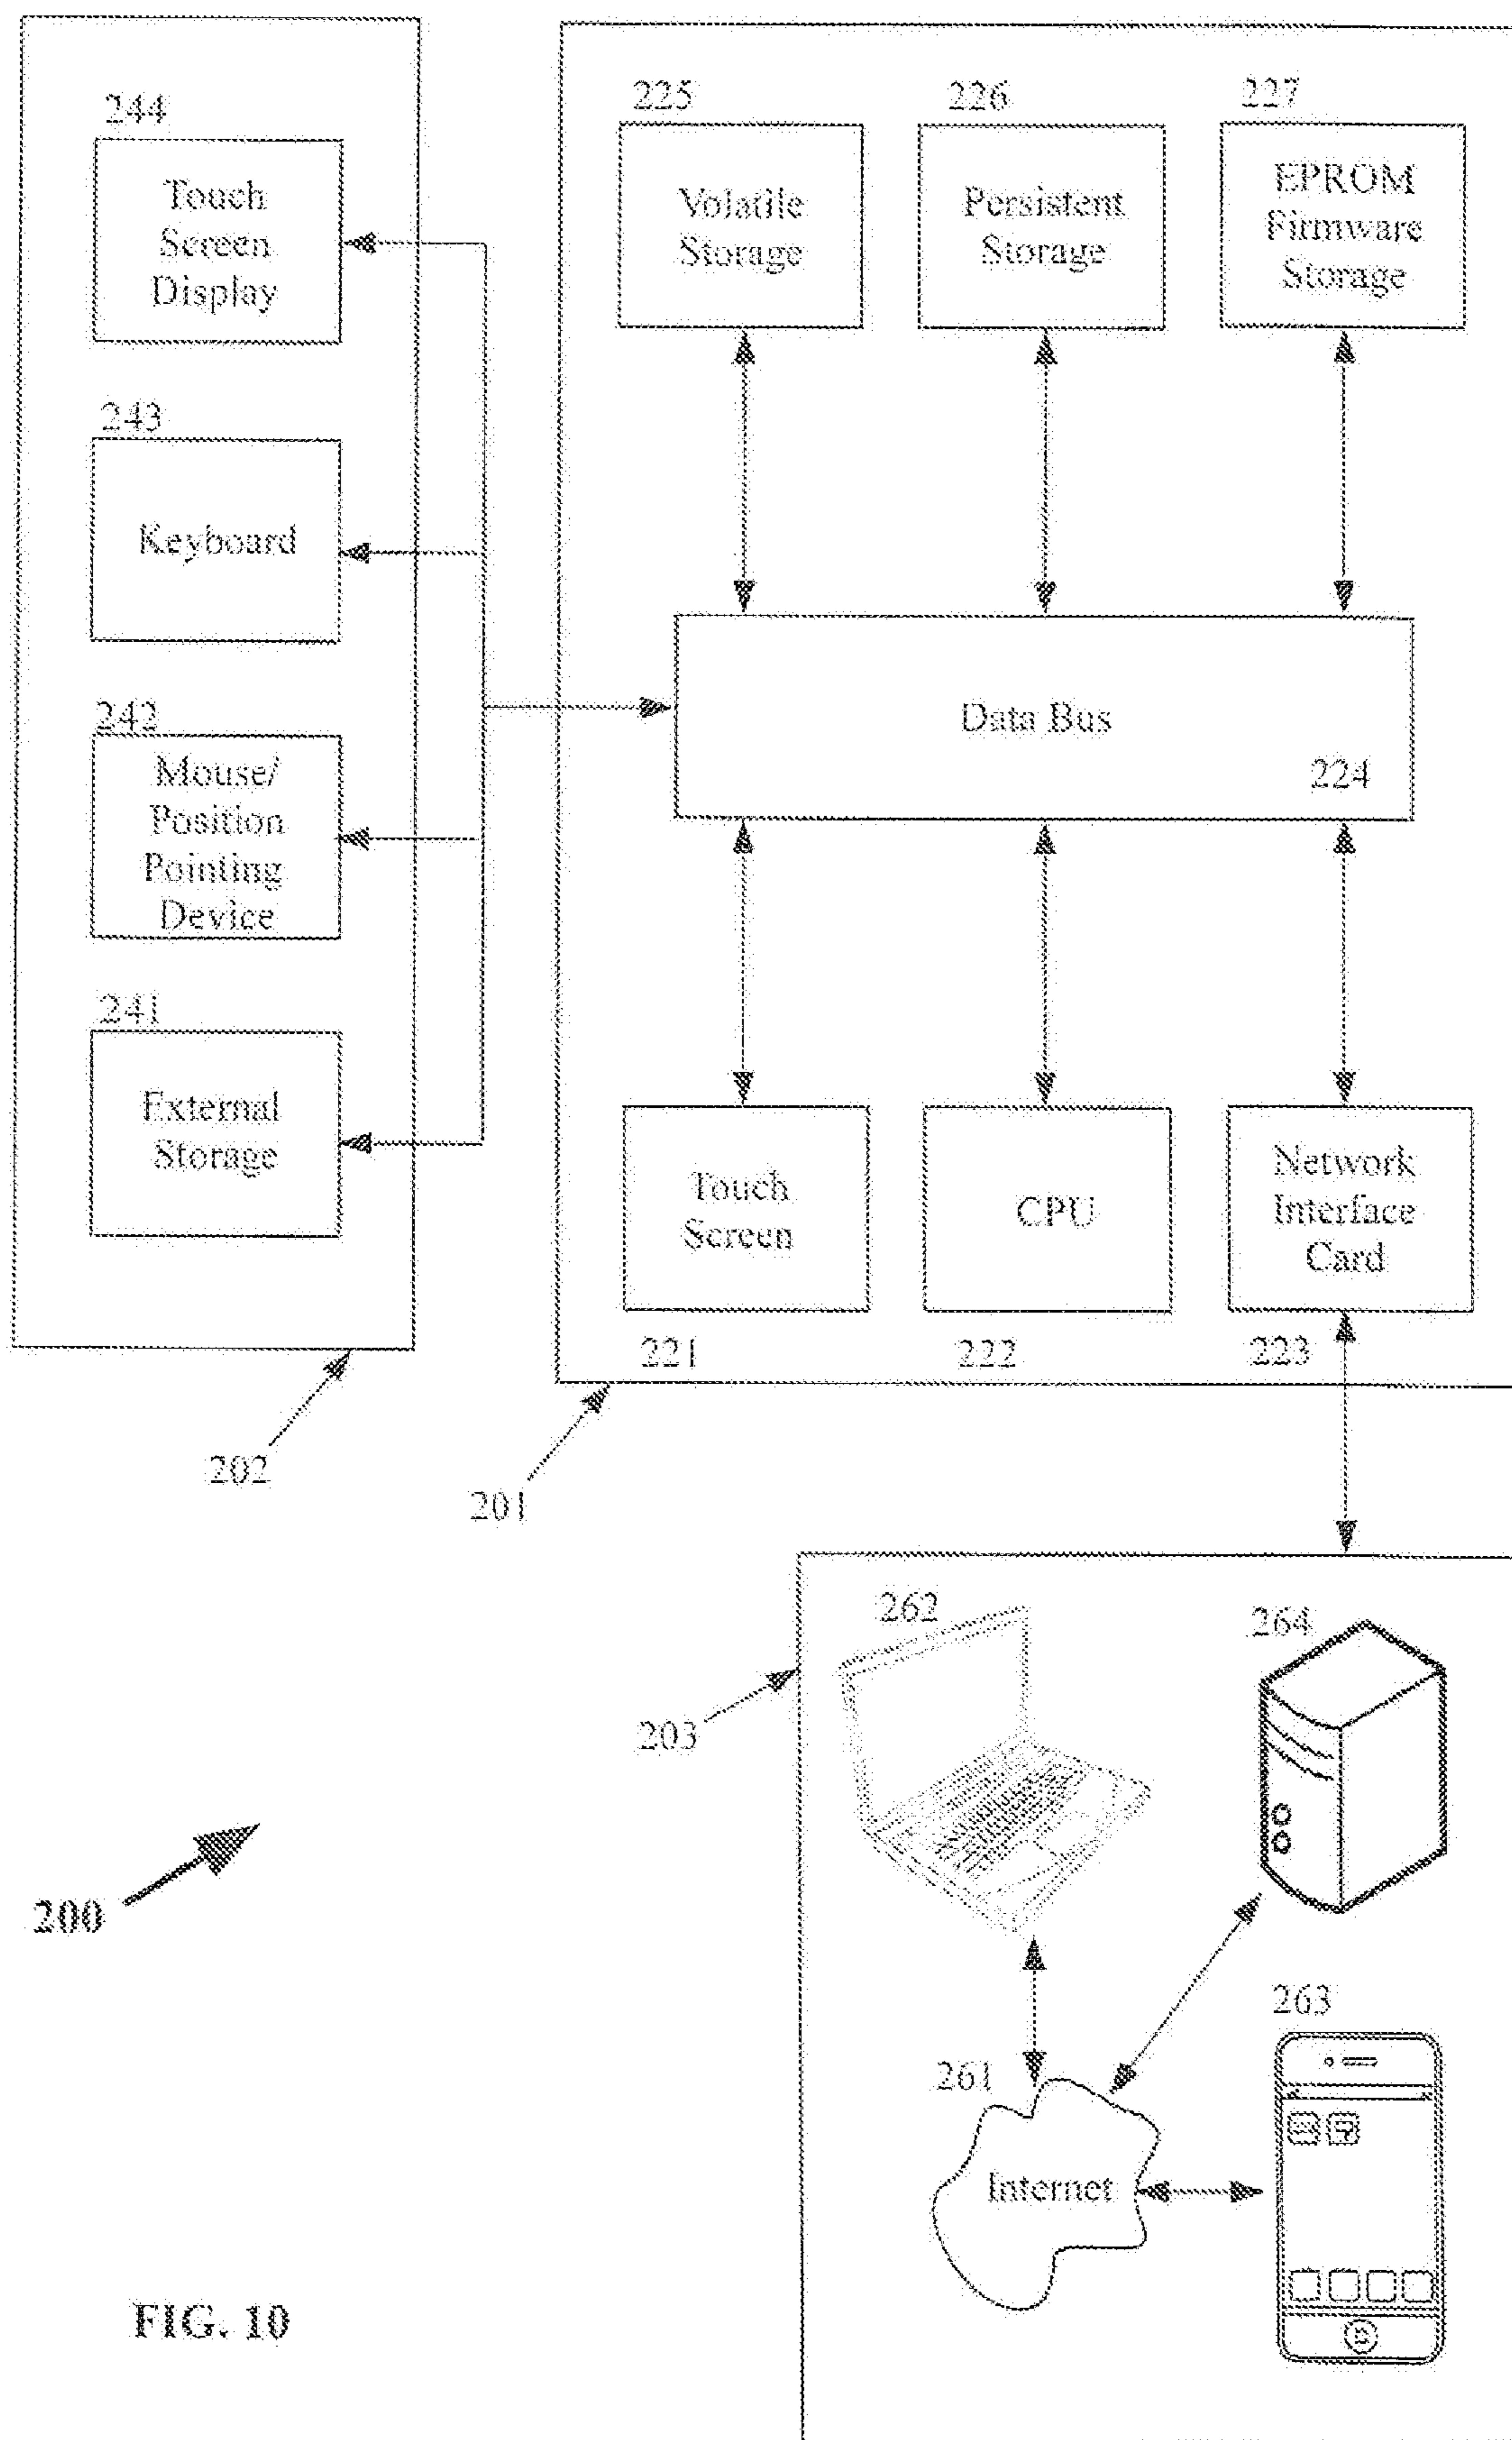 244
Touch
Screen
Display
243
Keyboard
242
Mouse/
Position
Pointing
Device
241
External
Storage
202
225
Volatile
Storage
226
Persistent
Storage
227
EPROM
Firmware
Storage
Data Bus
224
Touch
Screen
221
CPU
222
Network
Interface
Card
223
201
203
262
264
261
Internet
263
200
FIG. 10